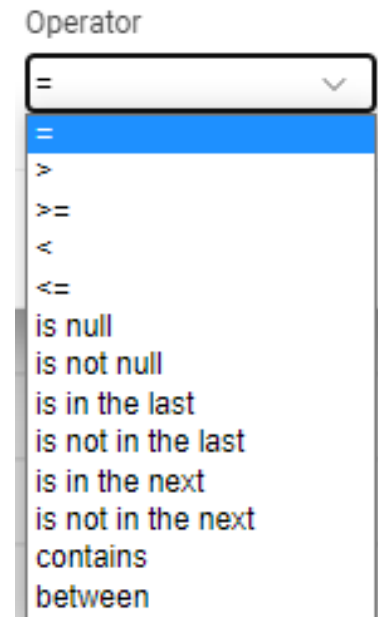 Operator
=
=
>
>=
<
<=
is null
is not null
is in the last
is not in the last
is in the next
is not in the next
contains
between